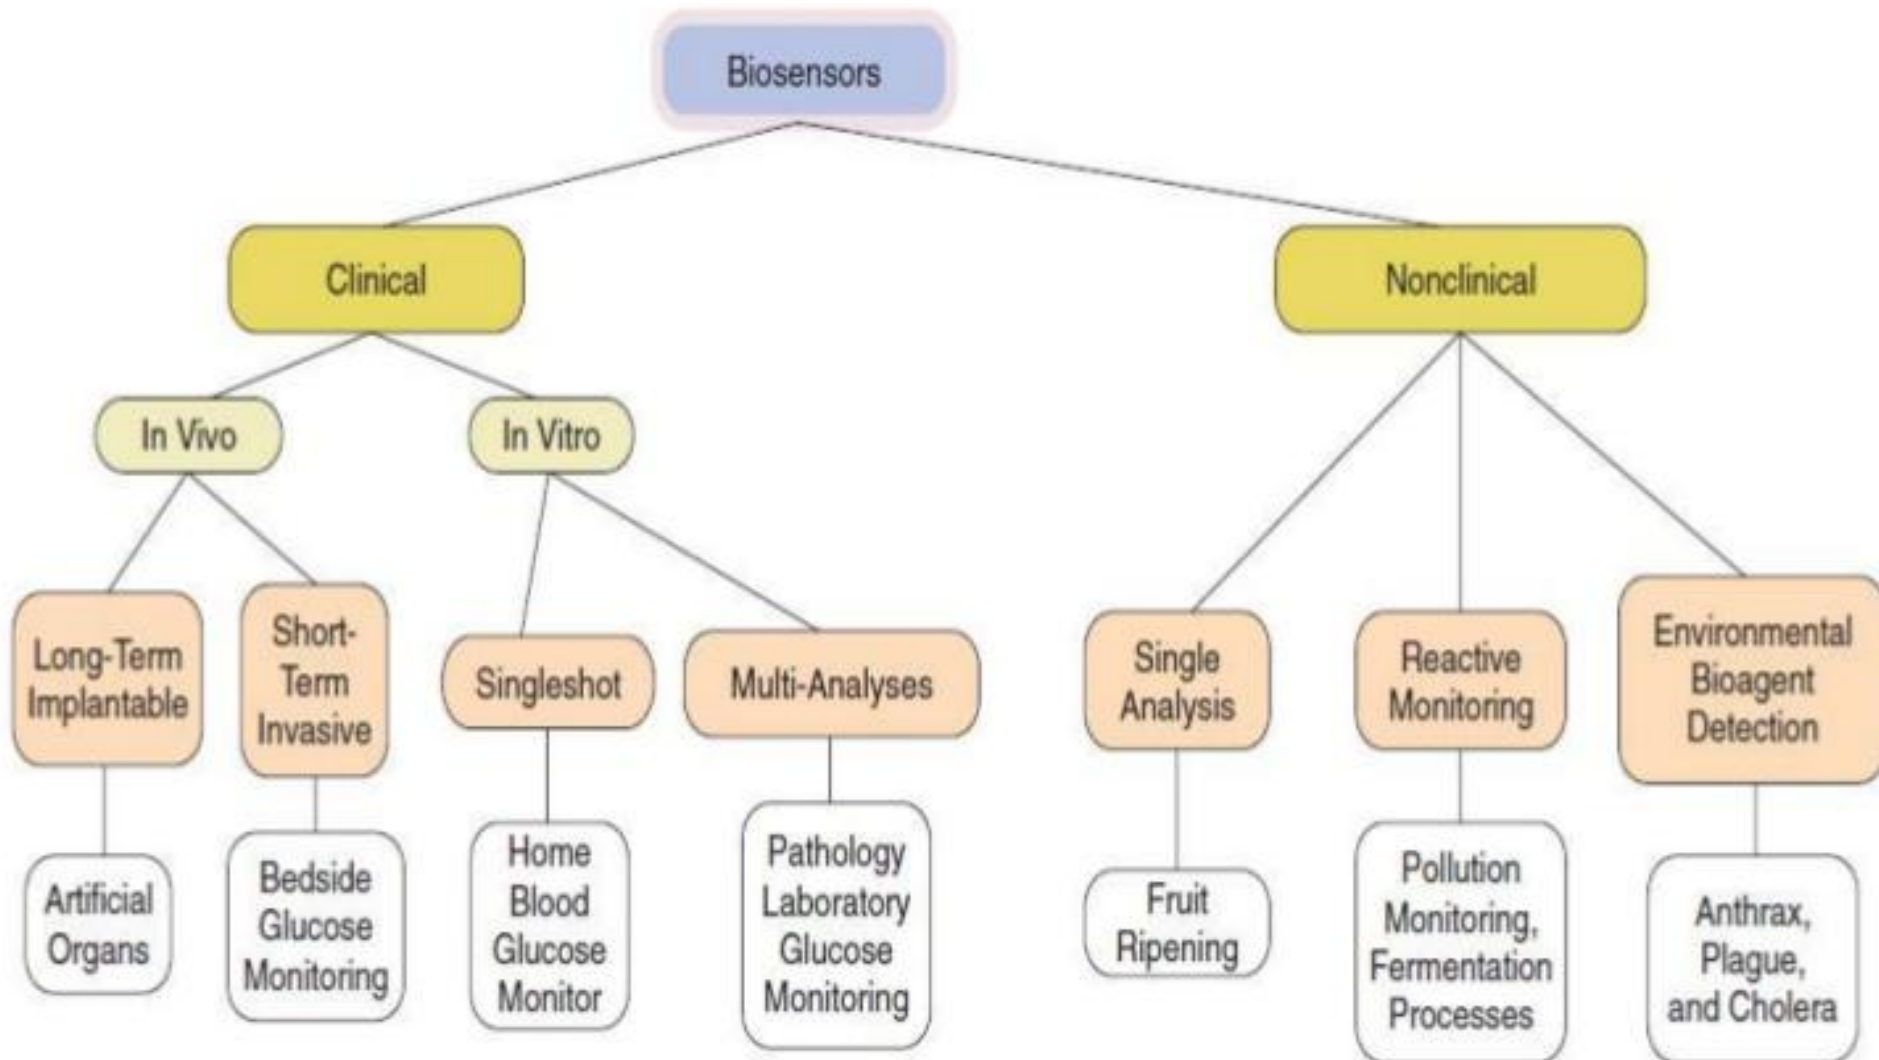 Biosensors
Clinical
Nonclinical
In Vivo
In Vitro
Long-Term
Implantable
Short-
Term
Invasive
Singleshot
Multi-Analyses
Single
Analysis
Reactive
Monitoring
Environmental
Bioagent
Detection
Artificial
Organs
Bedside
Glucose
Monitoring
Home
Blood
Glucose
Monitor
Pathology
Laboratory
Glucose
Monitoring
Fruit
Ripening
Pollution
Monitoring,
Fermentation
Processes
Anthrax,
Plague,
and Cholera